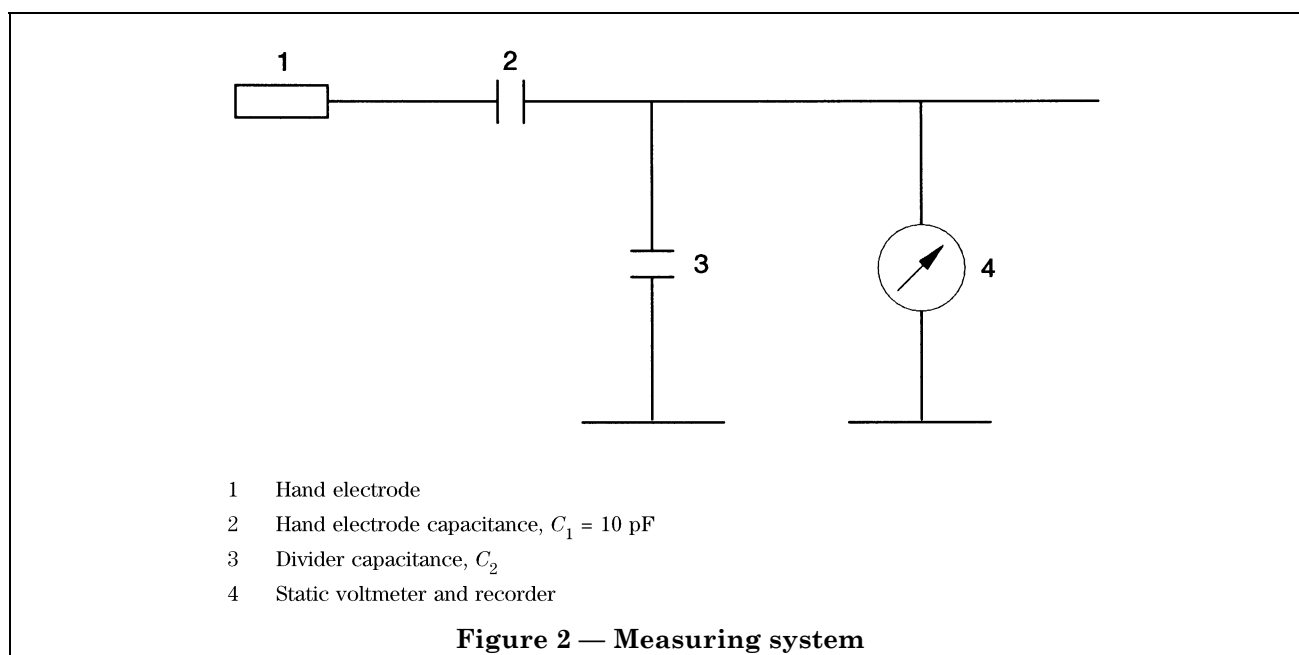 1
2
3
4
1 Hand electrode
2 Hand electrode capacitance, C1 = 10 pF
3 Divider capacitance, C2
4 Static voltmeter and recorder
Figure 2 — Measuring system